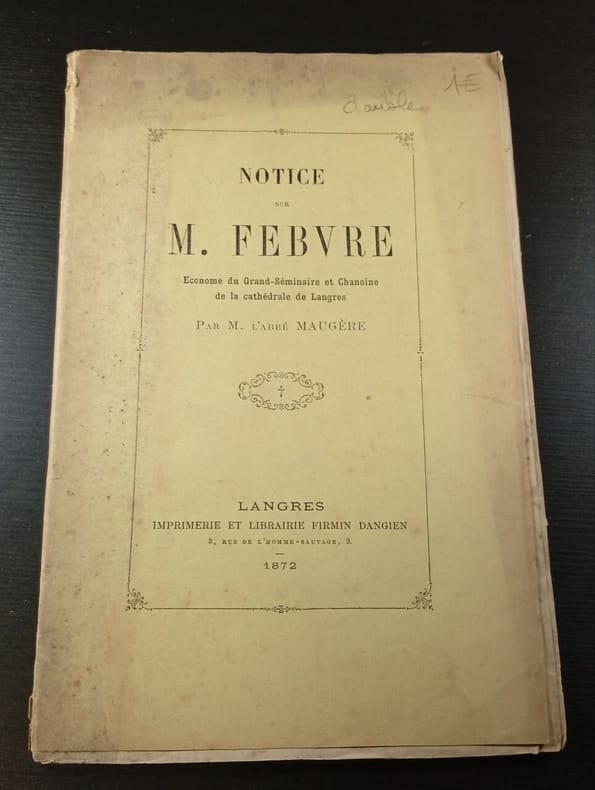 double
1€
NOTICE
SUR
M. FEBVRE
Econome du Grand-Séminaire et Chanoine
de la cathédrale de Langres
PAR M. L'ABBÉ MAUGÈRE
LANGRES
IMPRIMERIE ET LIBRAIRIE FIRMIN DANGIEN
3, RUE DE L'HOMME-SAUVAGE, 3.
1872